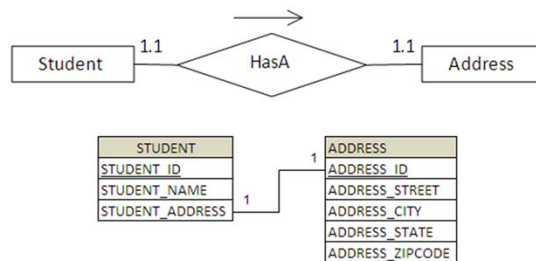 1.1
1.1
Student
HasA
Address
STUDENT
STUDENT_ID
STUDENT_NAME
STUDENT_ADDRESS
1
1
ADDRESS
ADDRESS_ID
ADDRESS_STREET
ADDRESS_CITY
ADDRESS_STATE
ADDRESS_ZIPCODE